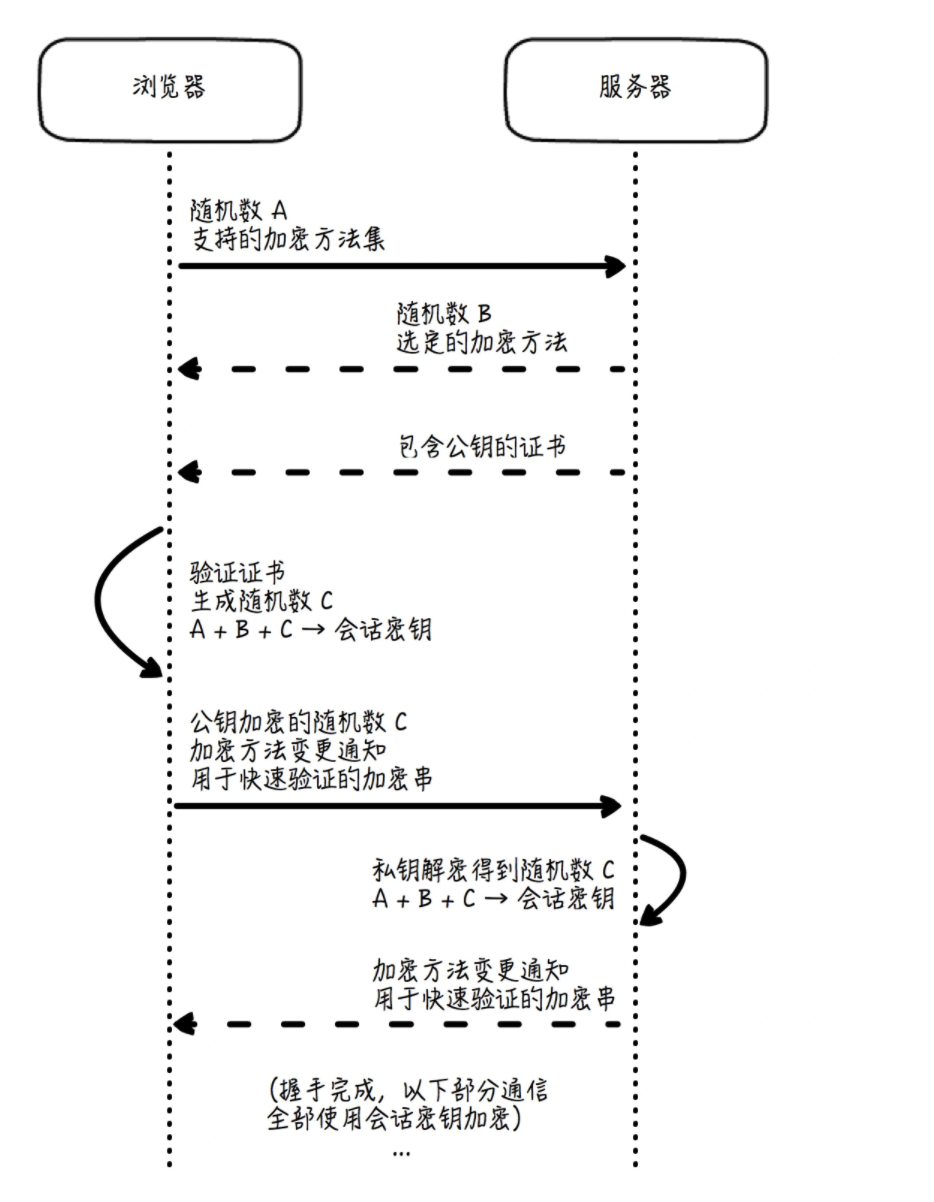 浏览器
服务器
随机数 A
支持的加密方法集
随机数 B
选定的加密方法
包含公钥的证书
验证证书
生成随机数 C
A + B + C → 会话密钥
公钥加密的随机数 C
加密方法变更通知
用于快速验证的加密串
私钥解密得到随机数 C
A + B + C → 会话密钥
加密方法变更通知
用于快速验证的加密串
(握手完成, 以下部分通信
全部使用会话密钥加密)
...